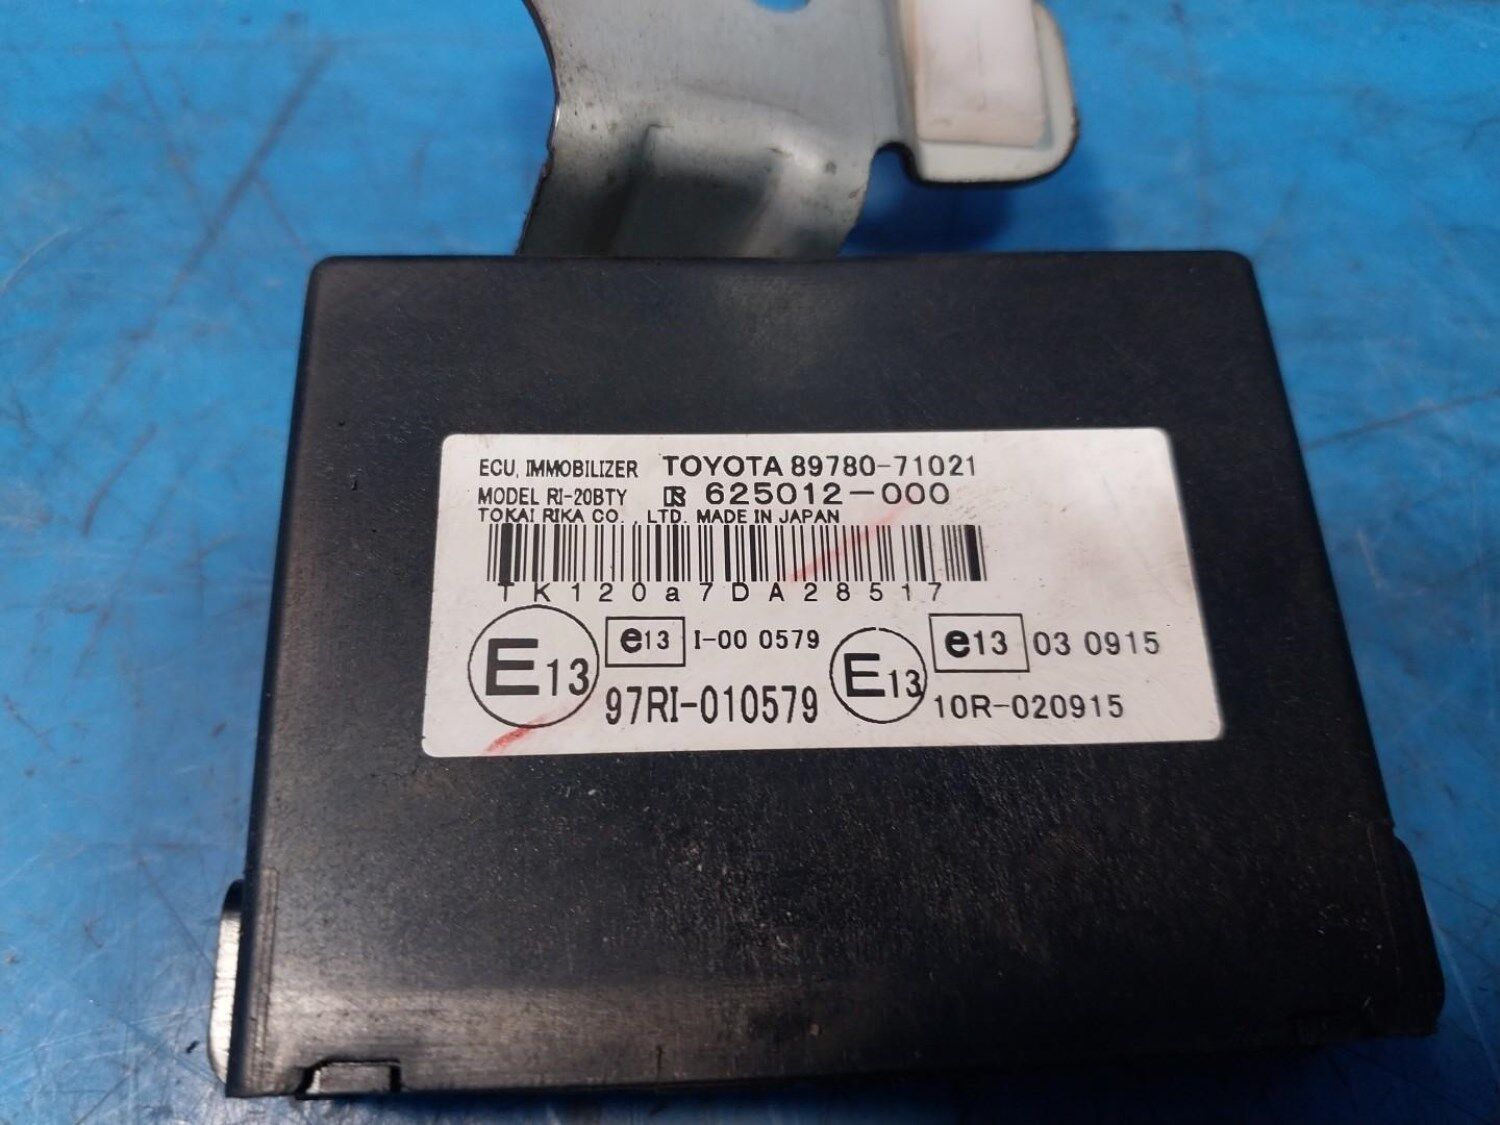 ECU, IMMOBILIZER TOYOTA 89780-71021
MODEL RI-20BTY 625012-000
TOKAI RIKA CO., LTD. MADE IN JAPAN
TK120a7DA28517
E13 e13 I-00 0579 E13 e13 03 0915
97RI-010579 10R-020915